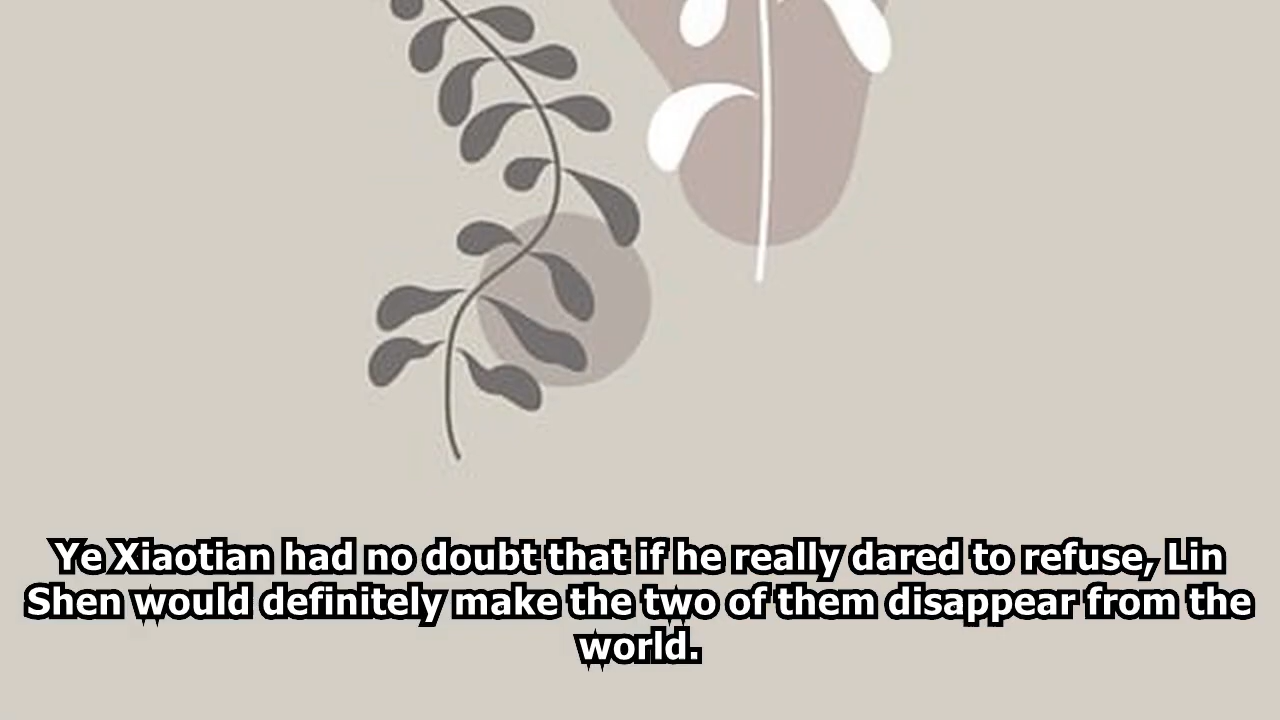 Ye Xiaotian had no doubt that if he really dared to refuse, Lin
Shen would definitely make the two of them disappear from the
world.